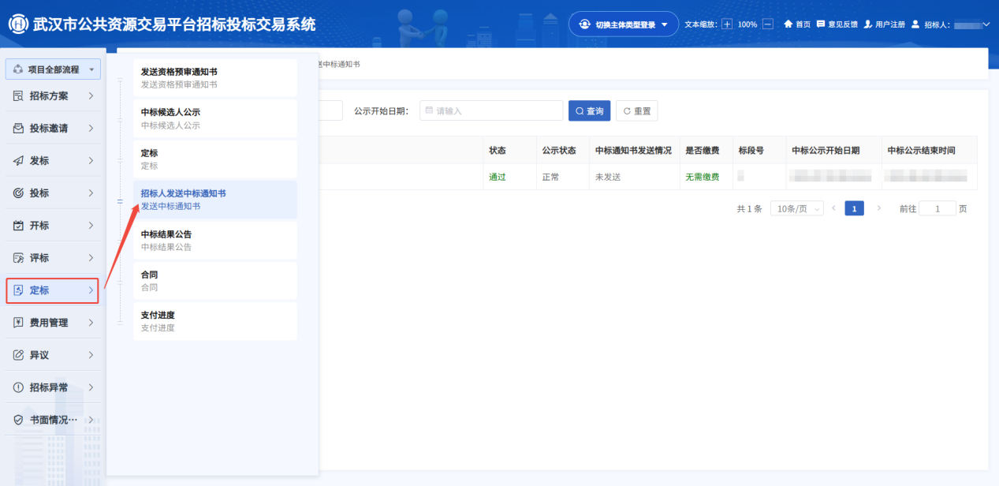 武汉市公共资源交易平台招标投标交易系统
切换主体类型登录
文本缩放：
100%
首页
意见反馈
用户注册
招标人：
项目全部流程
招标方案
投标邀请
发标
投标
开标
评标
定标
费用管理
异议
招标异常
书面情况…
发送资格预审通知书
发送资格预审通知书
中标候选人公示
中标候选人公示
定标
定标
招标人发送中标通知书
发送中标通知书
中标结果公告
中标结果公告
合同
合同
支付进度
支付进度
送中标通知书
公示开始日期：
请输入
查询
重置
状态 公示状态 中标通知书发送情况 是否缴费 标段号 中标公示开始日期 中标公示结束时间
通过 正常 未发送 无需缴费
共 1 条 10条/页 1 前往 1 页